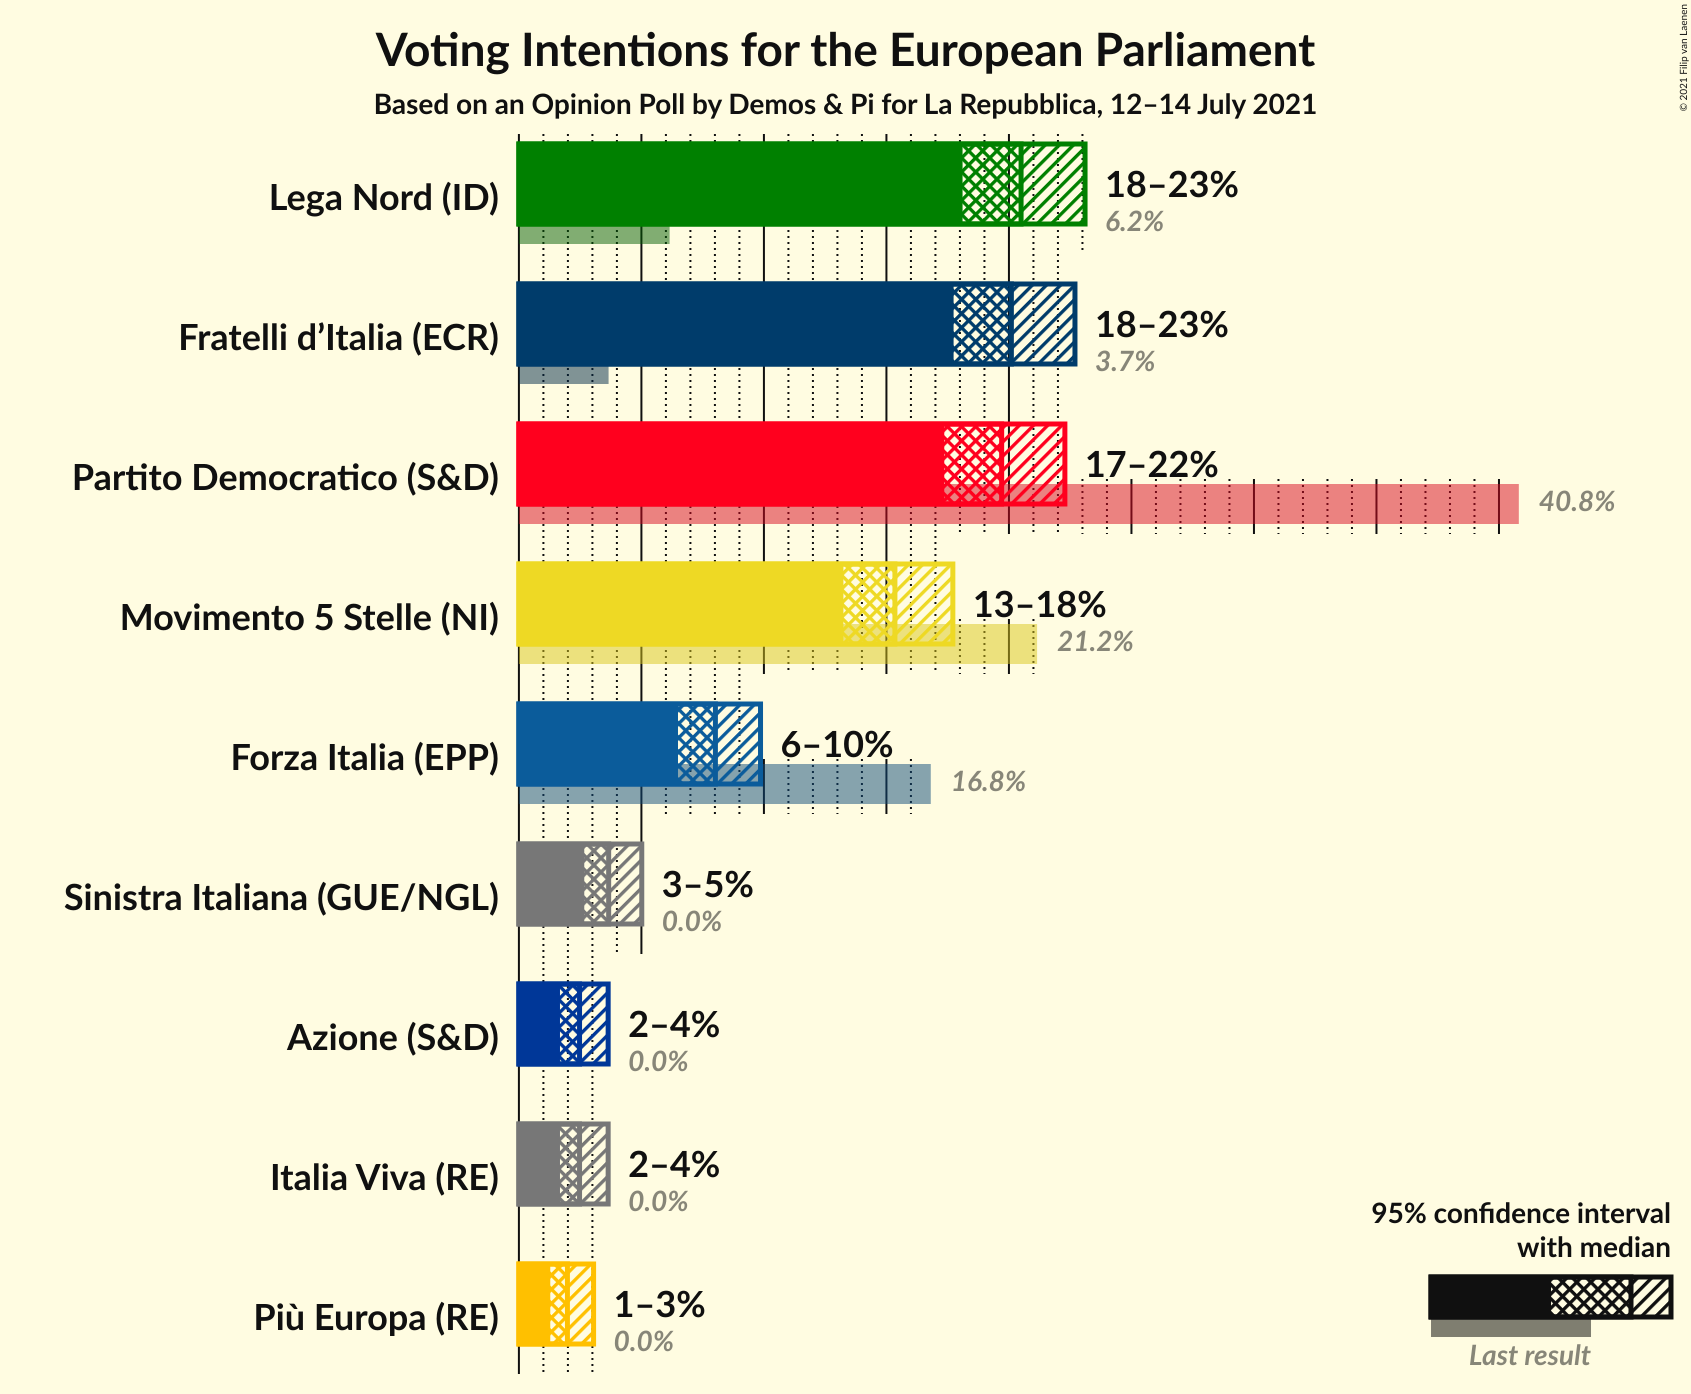 Voting Intentions for the European Parliament
Based on an Opinion Poll by Demos & Pi for La Repubblica, 12–14 July 2021
© 2021 Filip van Laenen
Lega Nord (ID)
18–23%
6.2%
Fratelli d’Italia (ECR)
18–23%
3.7%
Partito Democratico (S&D)
17–22%
40.8%
Movimento 5 Stelle (NI)
13–18%
21.2%
Forza Italia (EPP)
6–10%
16.8%
Sinistra Italiana (GUE/NGL)
3–5%
0.0%
Azione (S&D)
2–4%
0.0%
Italia Viva (RE)
2–4%
0.0%
Più Europa (RE)
1–3%
0.0%
95% confidence interval
with median
Last result